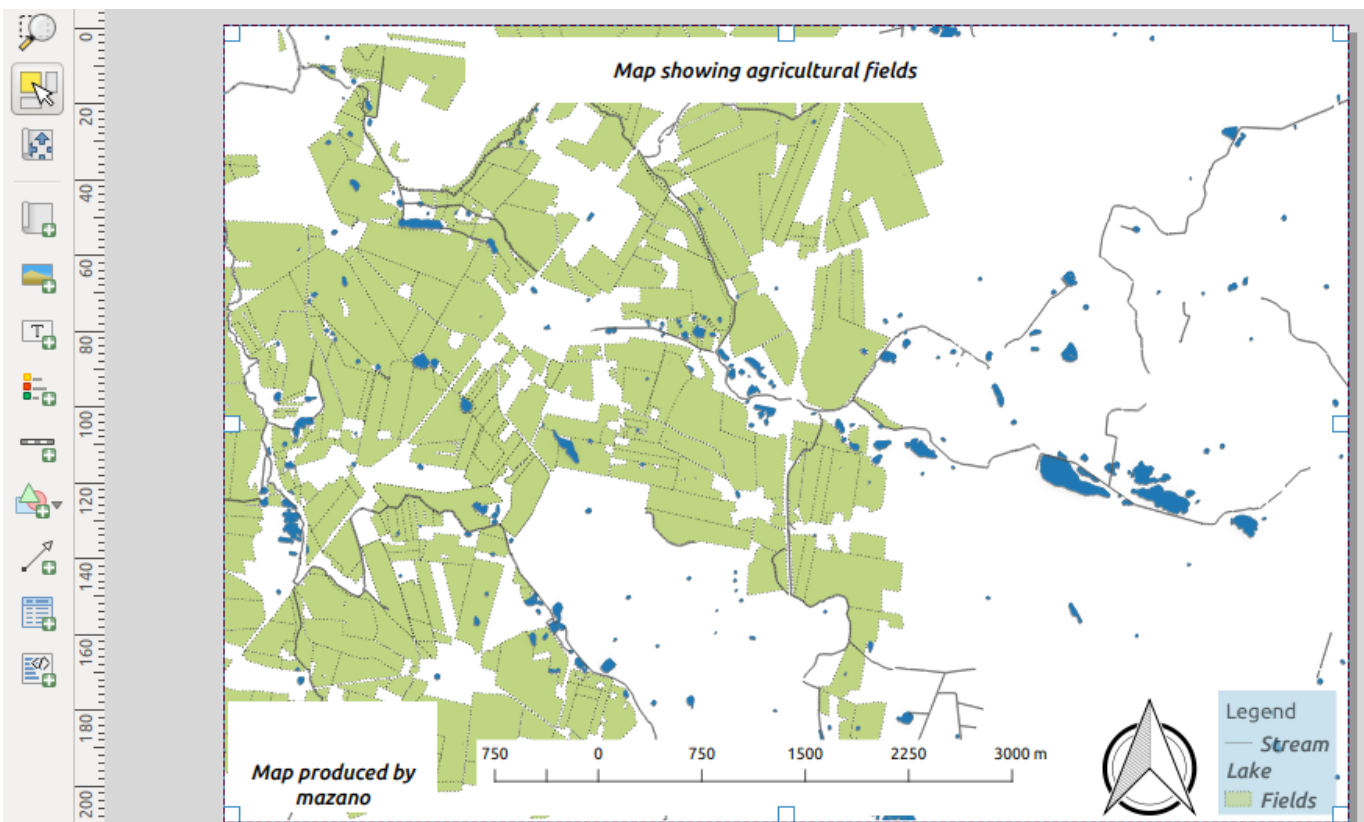 Map showing agricultural fields
0
20
40
60
80
100
120
140
160
180
200
T
Map produced by
mazano
750 0 750 1500 2250 3000 m
Legend
Stream
Lake
Fields